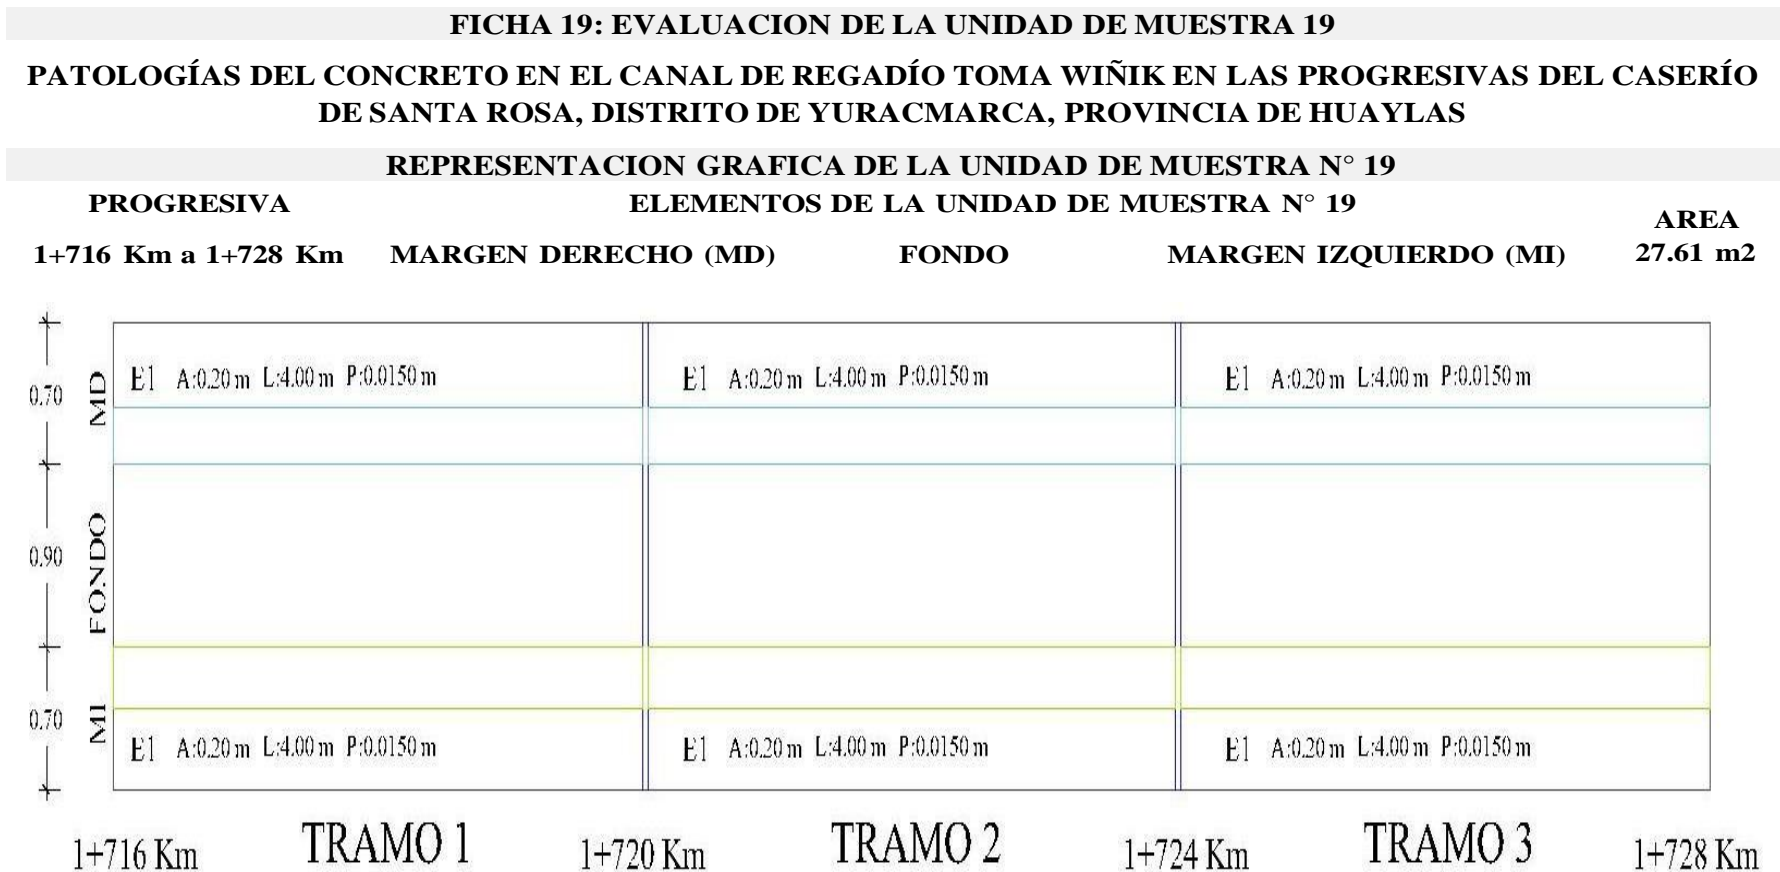 FICHA 19: EVALUACION DE LA UNIDAD DE MUESTRA 19
PATOLOGÍAS DEL CONCRETO EN EL CANAL DE REGADÍO TOMA WIÑIK EN LAS PROGRESIVAS DEL CASERÍO
DE SANTA ROSA, DISTRITO DE YURACMARCA, PROVINCIA DE HUAYLAS
REPRESENTACION GRAFICA DE LA UNIDAD DE MUESTRA N° 19
PROGRESIVA ELEMENTOS DE LA UNIDAD DE MUESTRA N° 19 AREA
1+716 Km a 1+728 Km MARGEN DERECHO (MD) FONDO MARGEN IZQUIERDO (MI) 27.61 m2
0.70 MD E1 A:0.20 m L:4.00 m P:0.0150 m E1 A:0.20 m L:4.00 m P:0.0150 m E1 A:0.20 m L:4.00 m P:0.0150 m
0.90 FONDO
0.70 MI E1 A:0.20 m L:4.00 m P:0.0150 m E1 A:0.20 m L:4.00 m P:0.0150 m E1 A:0.20 m L:4.00 m P:0.0150 m
1+716 Km TRAMO 1 1+720 Km TRAMO 2 1+724 Km TRAMO 3 1+728 Km